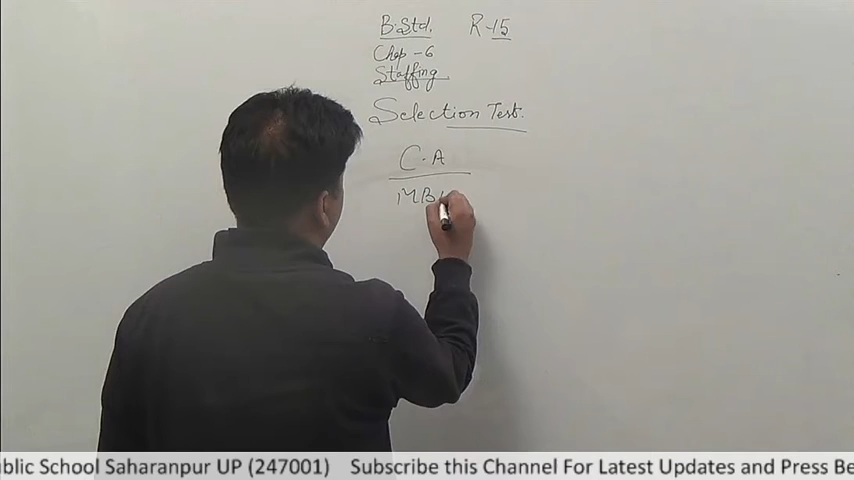 B.Std. R-15
Chap-6
Staffing
Selection Test.
C.A
MB
blic School Saharanpur UP (247001) Subscribe this Channel For Latest Updates and Press Be